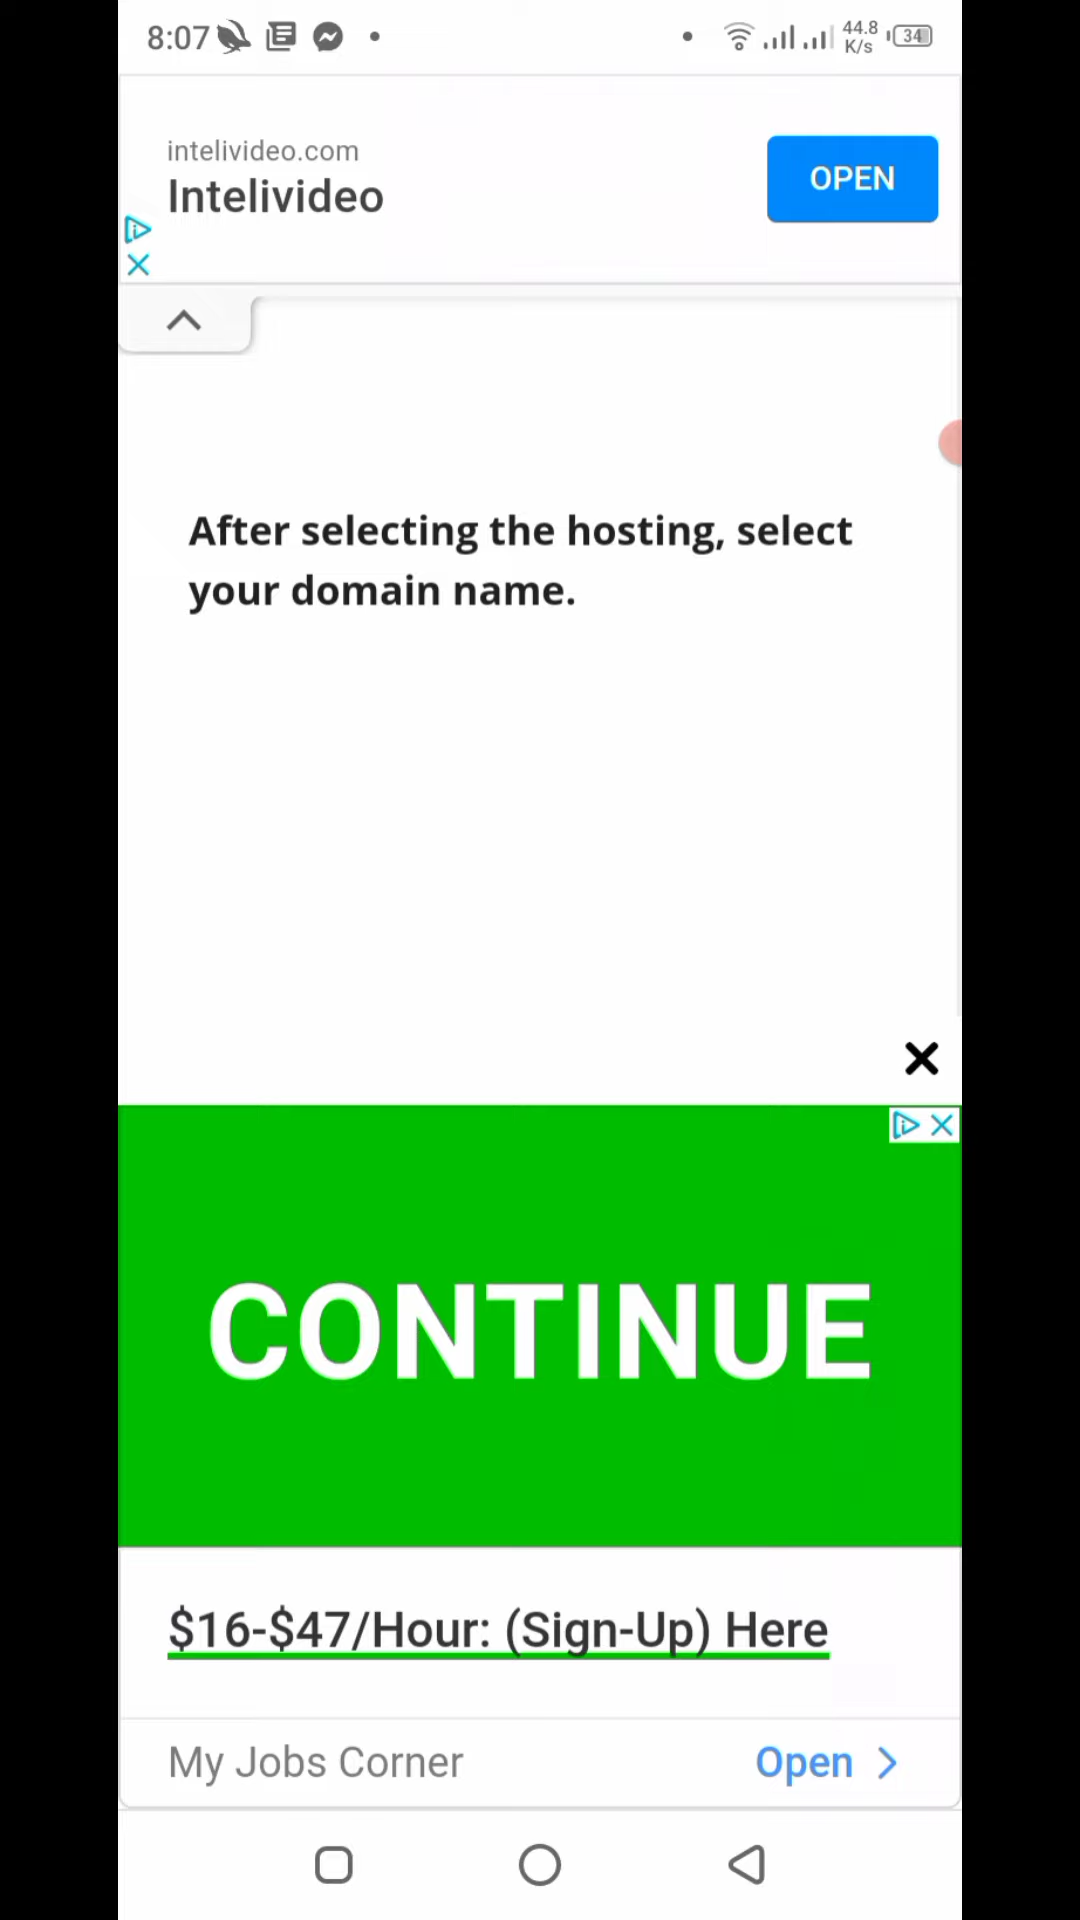 8:07
44.8
K/s
34
intelivideo.com
Intelivideo
OPEN
After selecting the hosting, select
your domain name.
CONTINUE
$16-$47/Hour: (Sign-Up) Here
My Jobs Corner
Open